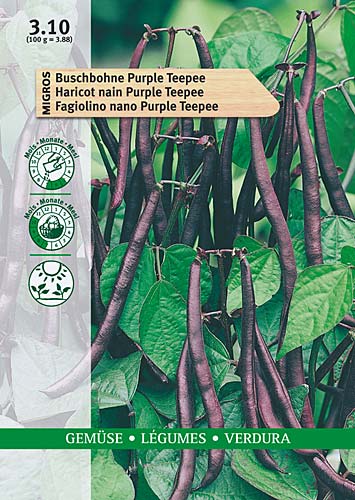 3.10
(100 g = 3.88)
MIGROS
Buschbohne Purple Teepee
Haricot nain Purple Teepee
Fagiolino nano Purple Teepee
Mois • Monate • Mesi
Mois • Monate • Mesi
GEMÜSE • LÉGUMES • VERDURA